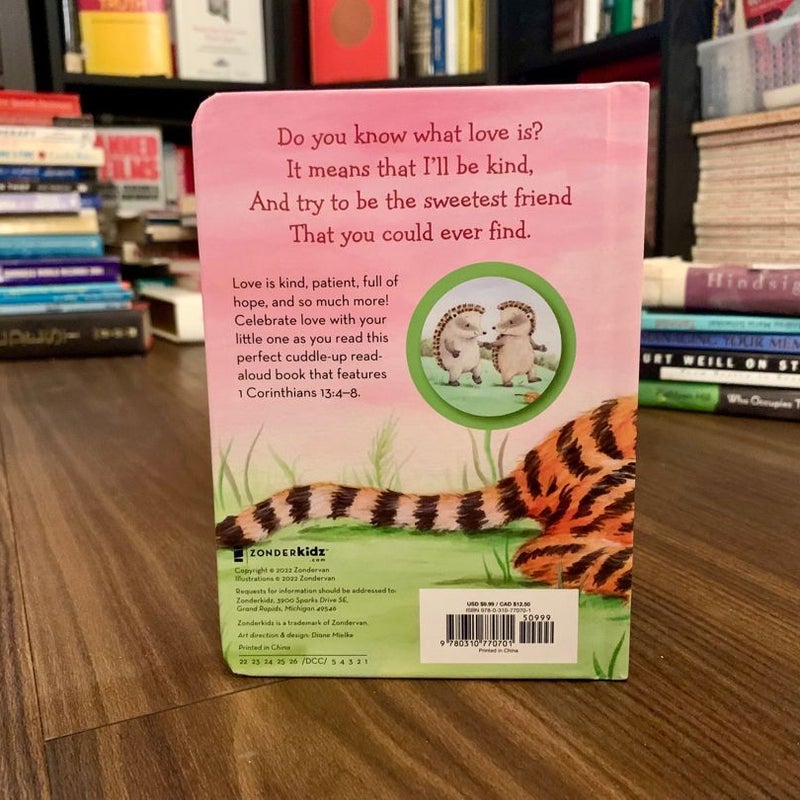 TRUTH
Do you know what love is?
It means that I'll be kind,
And try to be the sweetest friend
That you could ever find.
Love is kind, patient, full of
hope, and so much more!
Celebrate love with your
little one as you read this
perfect cuddle-up read-
aloud book that features
1 Corinthians 13:4–8.
ZONDERkidz
.com
Copyright © 2022 Zondervan
Illustrations © 2022 Zondervan
Requests for information should be addressed to:
Zonderkidz, 3900 Sparks Drive SE,
Grand Rapids, Michigan 49546
Zonderkidz is a trademark of Zondervan.
Art direction & design: Diane Mielke
Printed in China
22 23 24 25 26 /DCC/ 5 4 3 2 1
USD $9.99 / CAD $12.50
ISBN 978-0-310-77070-1
50999
9 780310 770701
Printed in China
FILMS
Hindsig
URT WEILL ON ST
Who Occupies T